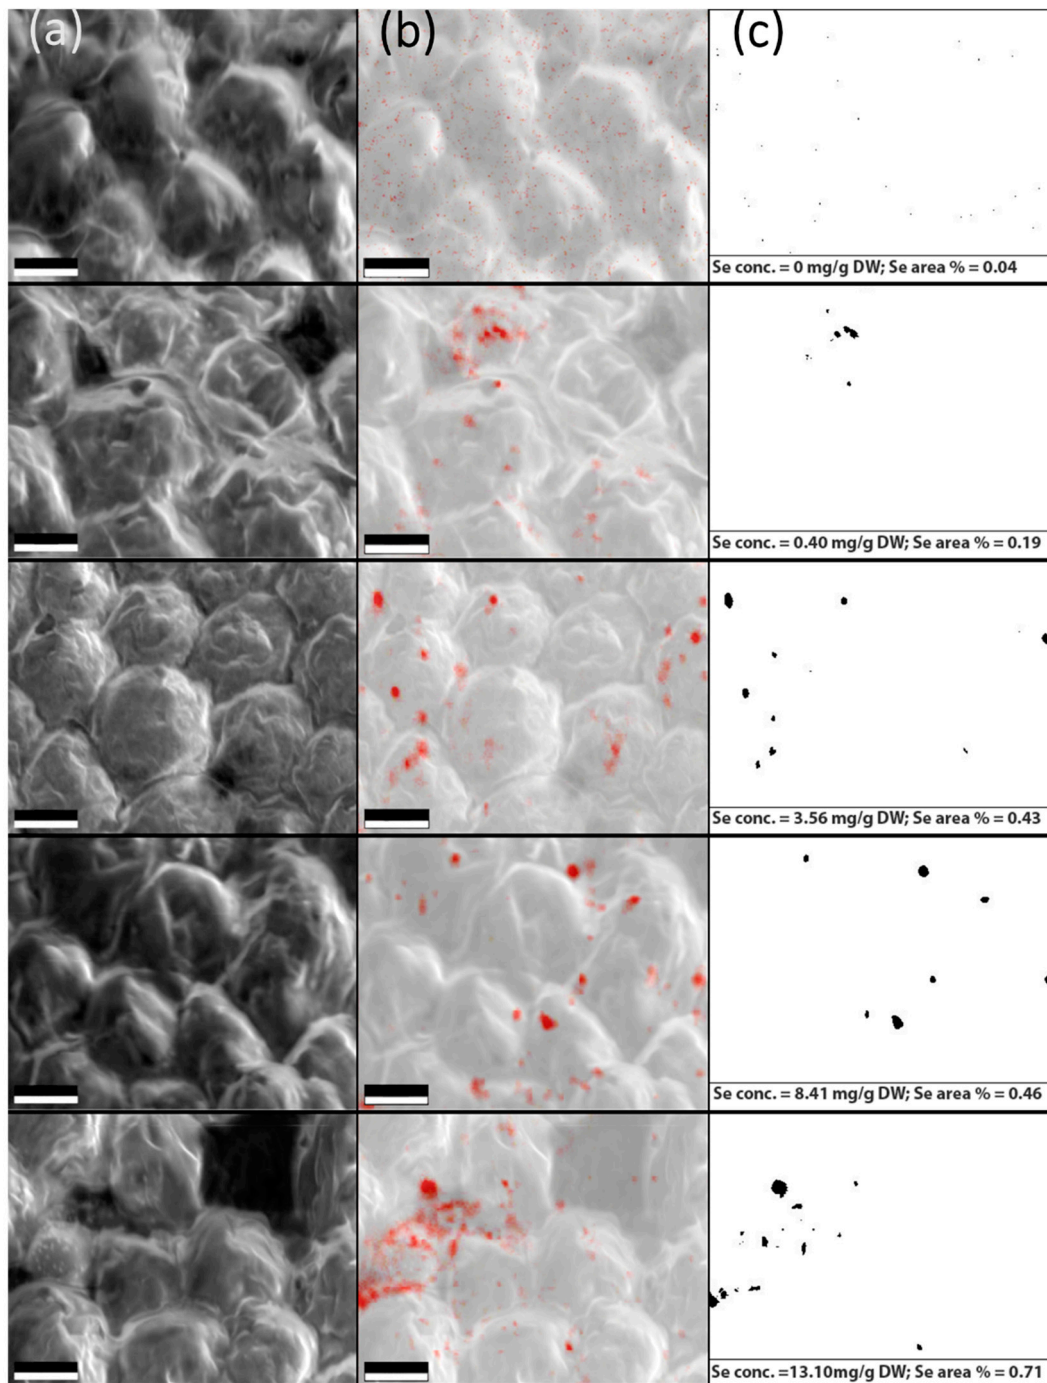 (a) (b) (c)
Se conc. = 0 mg/g DW; Se area % = 0.04
Se conc. = 0.40 mg/g DW; Se area % = 0.19
Se conc. = 3.56 mg/g DW; Se area % = 0.43
Se conc. = 8.41 mg/g DW; Se area % = 0.46
Se conc. =13.10mg/g DW; Se area % = 0.71